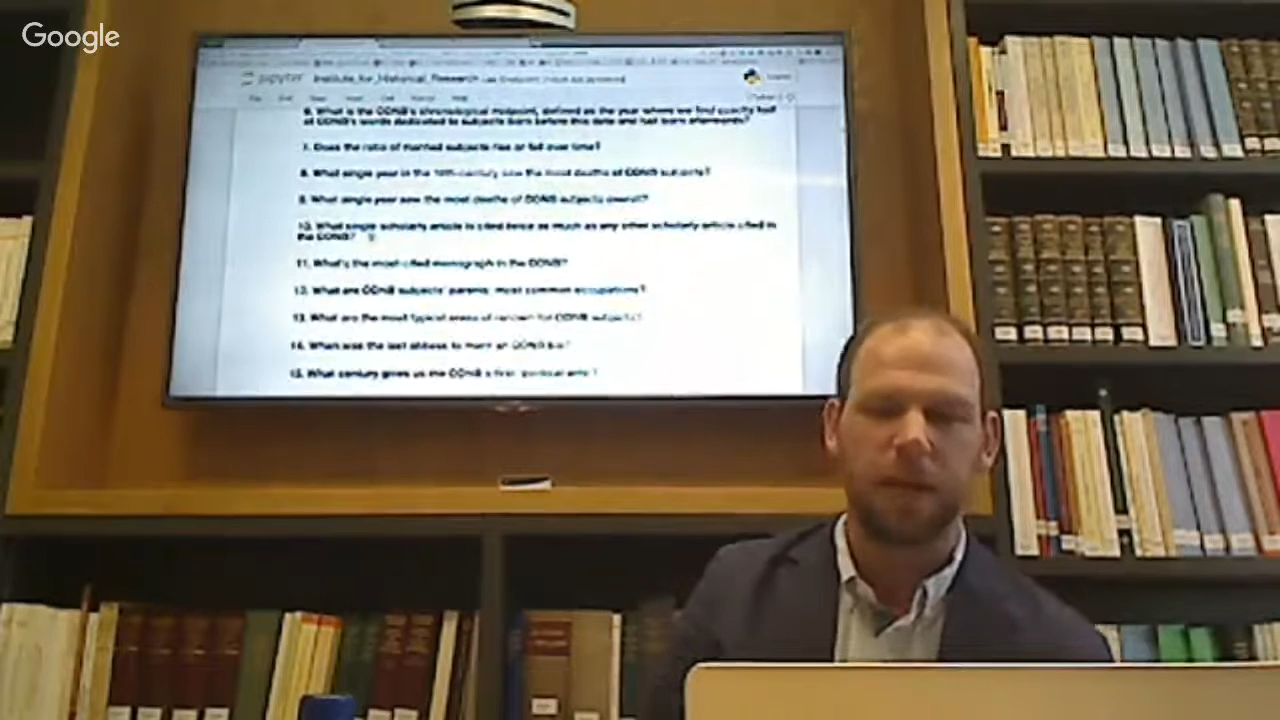 Google
jupyter Institute_for_Historical_Research
6. What is the ODNB's chronological midpoint, defined as the year where we find exactly half
of ODNB's words dedicated to subjects born before this date and half born afterwards?
7. Does the ratio of married subjects rise or fall over time?
8. What single year in the 19th century saw the most deaths of ODNB subjects?
9. What single year saw the most deaths of ODNB subjects overall?
10. What single scholarly article is cited twice as much as any other scholarly article cited in
the ODNB?
11. What's the most cited monograph in the ODNB?
12. What are ODNB subjects' parents' most common occupations?
13. What are the most typical areas of renown for ODNB subjects?
14. When was the last abbess to merit an ODNB bio?
15. What century gives us the ODNB's first